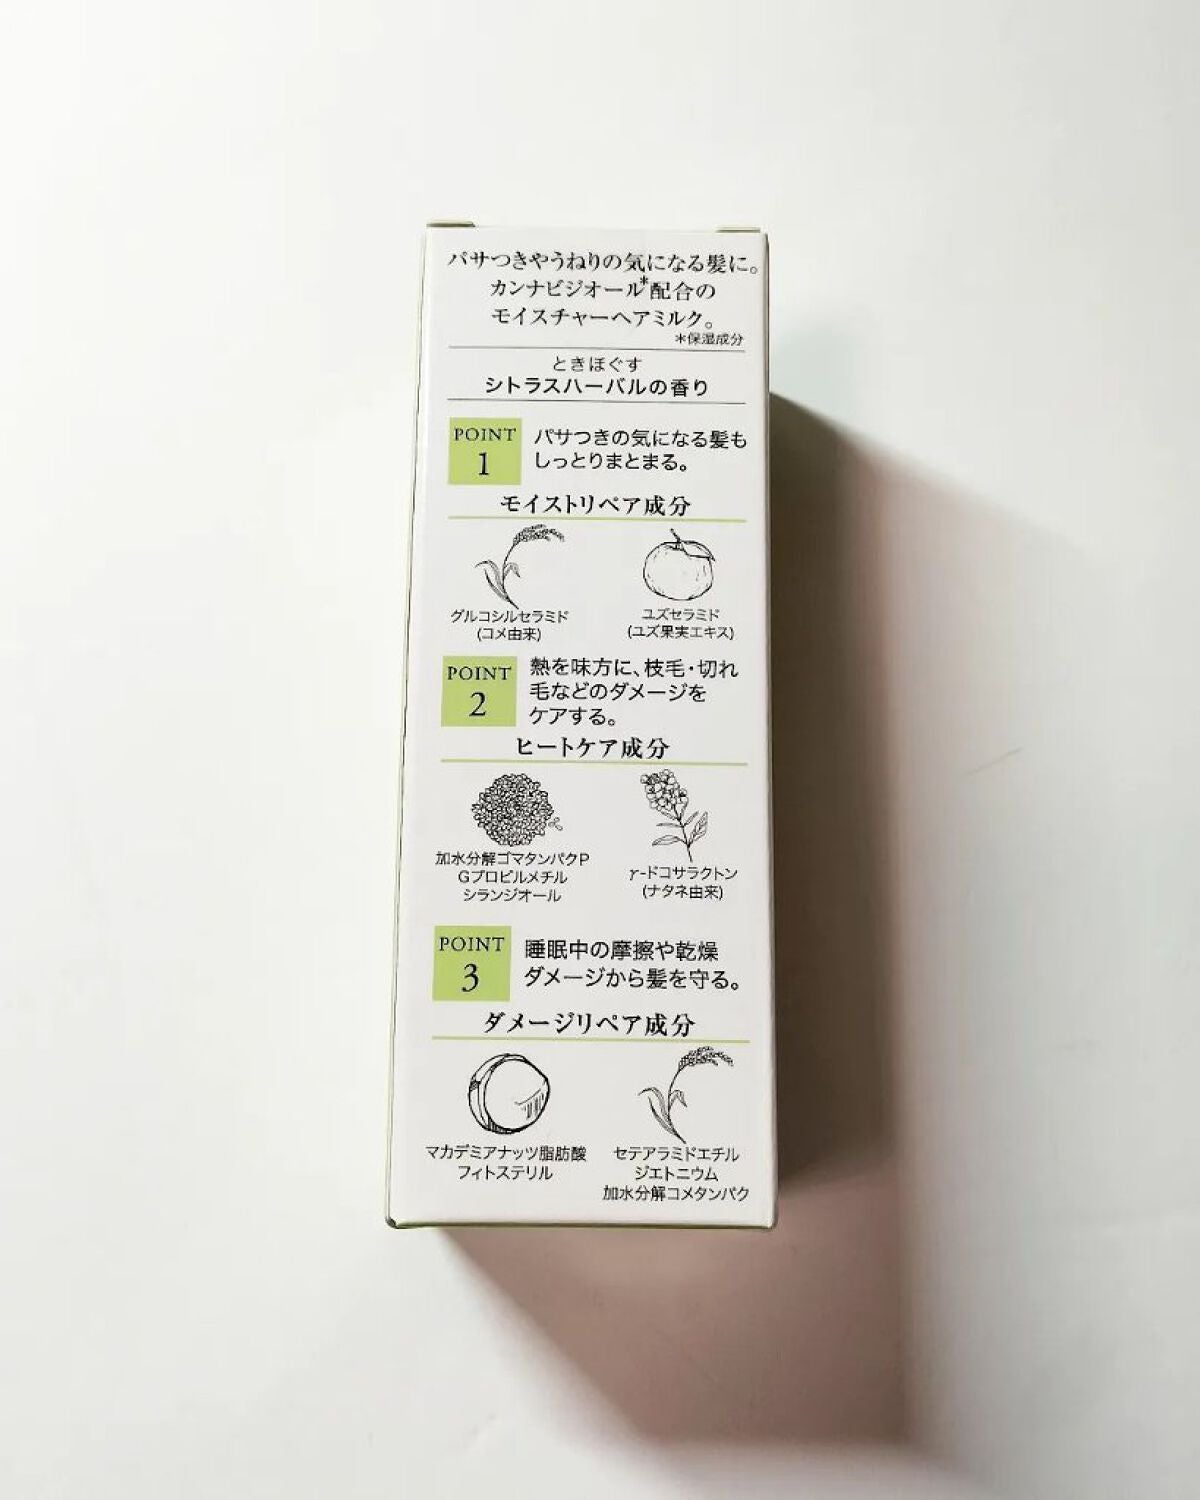 パサつきやうねりの気になる髪に。
カンナビジオール*配合の
モイスチャーヘアミルク。
*保湿成分
ときほぐす
シトラスハーバルの香り
POINT
1
パサつきの気になる髪も
しっとりまとまる。
モイストリペア成分
グルコシルセラミド
(コメ由来)
ユズセラミド
(ユズ果実エキス)
POINT
2
熱を味方に、枝毛・切れ
毛などのダメージを
ケアする。
ヒートケア成分
加水分解ゴマタンパクP
Gプロピルメチル
シランジオール
γ-ドコサラクトン
(ナタネ由来)
POINT
3
睡眠中の摩擦や乾燥
ダメージから髪を守る。
ダメージリペア成分
マカデミアナッツ脂肪酸
フィトステリル
セテアラミドエチル
ジエトニウム
加水分解コメタンパク